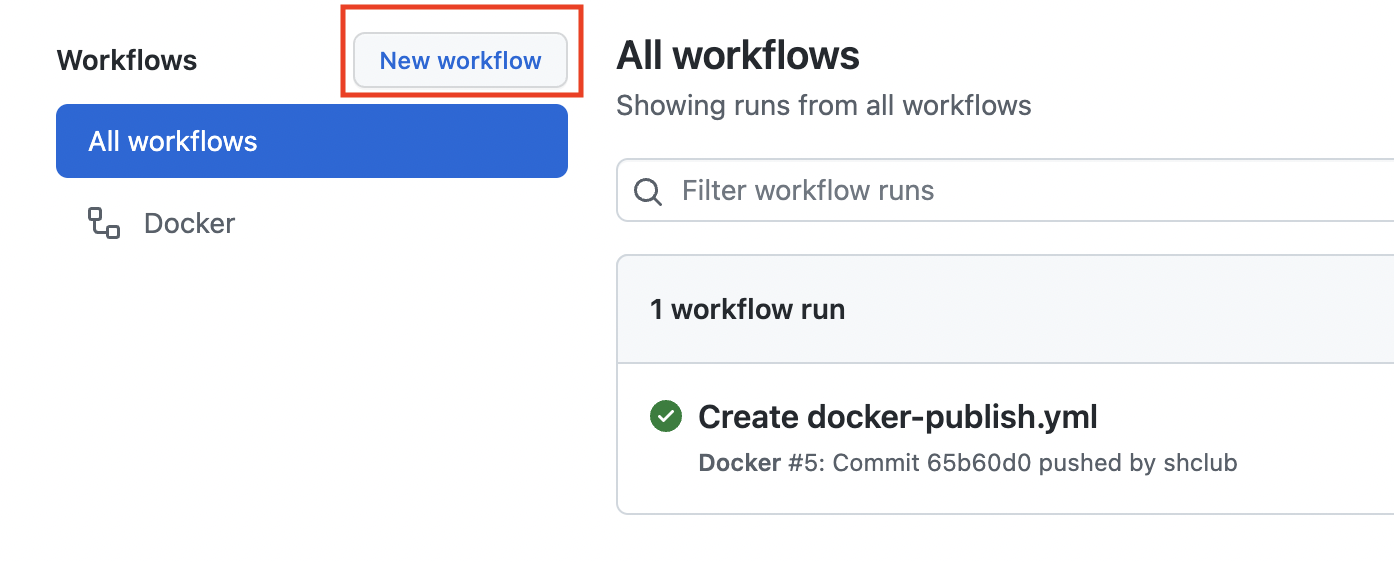 Workflows
New workflow
All workflows
Docker
All workflows
Showing runs from all workflows
Filter workflow runs
1 workflow run
Create docker-publish.yml
Docker #5: Commit 65b60d0 pushed by shclub